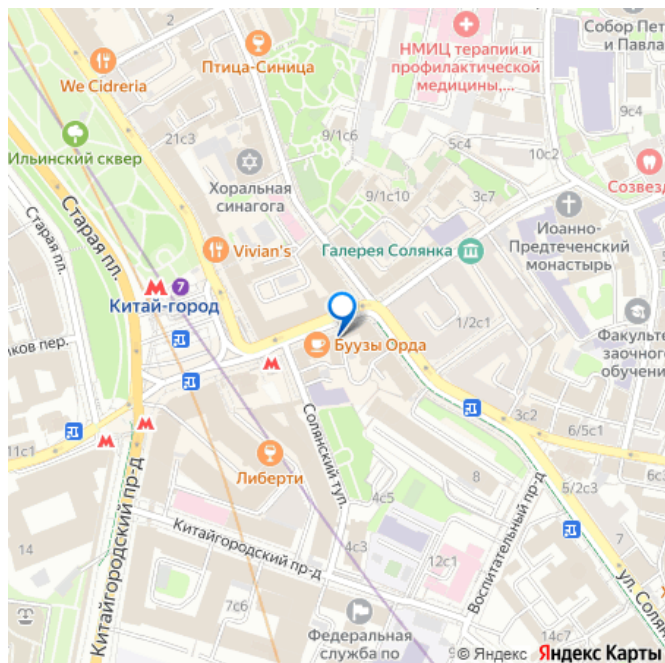 2
We Cidreria
Птица-Синица
НМИЦ терапии и
профилактической
медицины,...
Собор Пет
и Павла
9с4
21с3
9/1с6
5с4
10с2
Ильинский сквер
Хоральная
синагога
9/1с10
3с7
Созвезд
Старая пл.
Старая пл.
Иоанно-
Предтеченский
монастырь
Vivian's
Галерея Солянка
7
Китай-город
1/2с1
Факульте
заочного
обучени
ков пер.
Буузы Орда
Солянский туп.
3с2
6/5с1
11с1
Либерти
8
5/2с3
4с5
Китайгородский пр-д
Китайгородский пр-д
Воспитательный пр-д
14
4с3
12с1
7
ул. Солян
7с6
Федеральная
служба по
14с7
© Яндекс Яндекс Карты